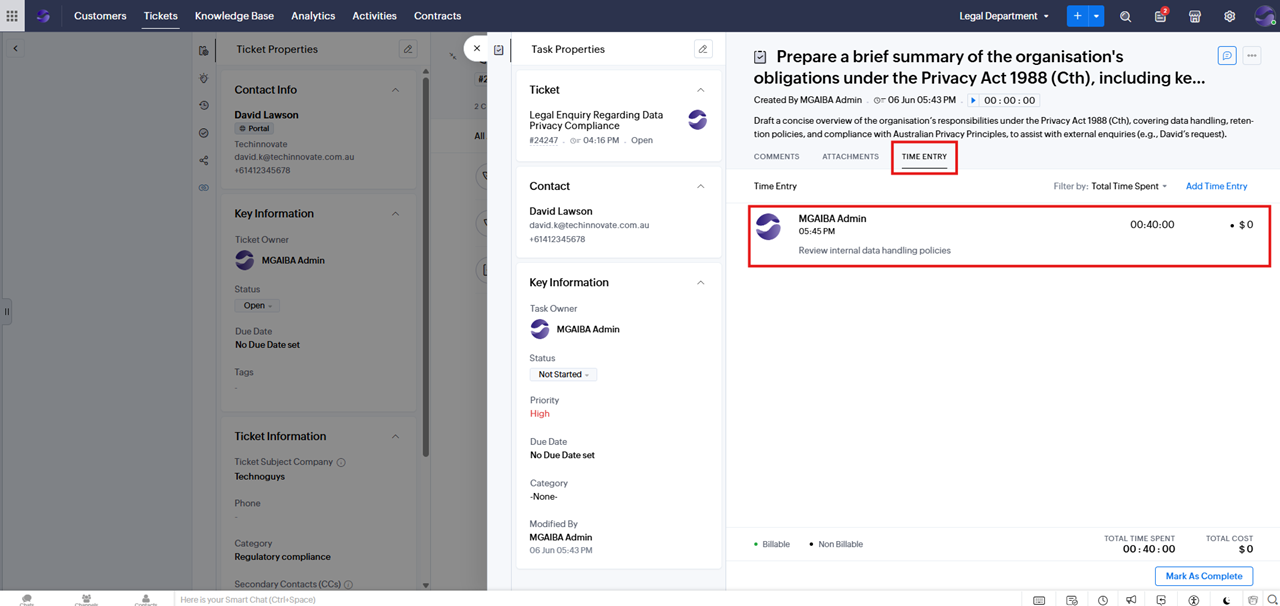 Customers
Tickets
Knowledge Base
Analytics
Activities
Contracts
Legal Department
2
Ticket Properties
Contact Info
David Lawson
Portal
Techinnovate
david.k@techinnovate.com.au
+61412345678
Key Information
Ticket Owner
MGAIBA Admin
Status
Open
Due Date
No Due Date set
Tags
-
Ticket Information
Ticket Subject Company
Technoguys
Phone
-
Category
Regulatory compliance
Secondary Contacts (CCs)
#2
2 C
All
Task Properties
Ticket
Legal Enquiry Regarding Data
Privacy Compliance
#24247 . 04:16 PM . Open
Contact
David Lawson
david.k@techinnovate.com.au
+61412345678
Key Information
Task Owner
MGAIBA Admin
Status
Not Started
Priority
High
Due Date
No Due Date set
Category
-None-
Modified By
MGAIBA Admin
06 Jun 05:43 PM
Prepare a brief summary of the organisation's
obligations under the Privacy Act 1988 (Cth), including ke...
Created By MGAIBA Admin . 06 Jun 05:43 PM . 00 : 00 : 00
Draft a concise overview of the organisation's responsibilities under the Privacy Act 1988 (Cth), covering data handling, reten-
tion policies, and compliance with Australian Privacy Principles, to assist with external enquiries (e.g., David's request).
COMMENTS
ATTACHMENTS
TIME ENTRY
Time Entry
Filter by: Total Time Spent
Add Time Entry
MGAIBA Admin
05:45 PM
00:40:00
• $ 0
Review internal data handling policies
• Billable
• Non Billable
TOTAL TIME SPENT
00 : 40 : 00
TOTAL COST
$ 0
Mark As Complete
Chats
Channels
Contacts
Here is your Smart Chat (Ctrl+Space)